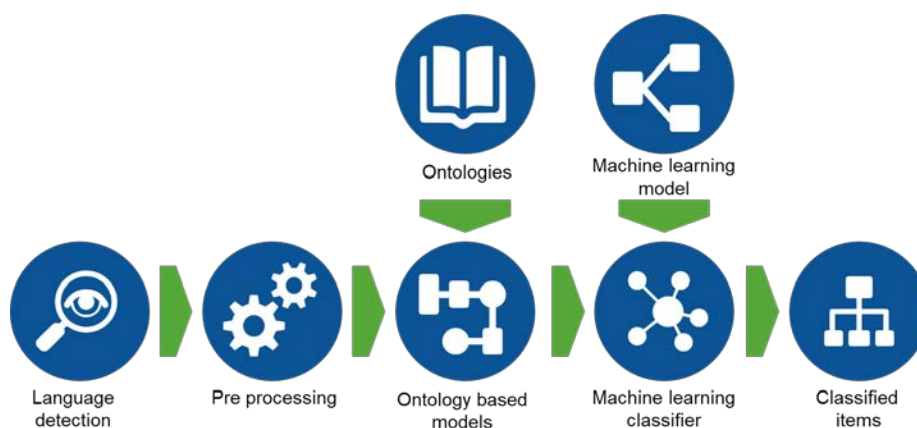 Ontologies
Machine learning
model
Language
detection
Pre processing
Ontology based
models
Machine learning
classifier
Classified
items